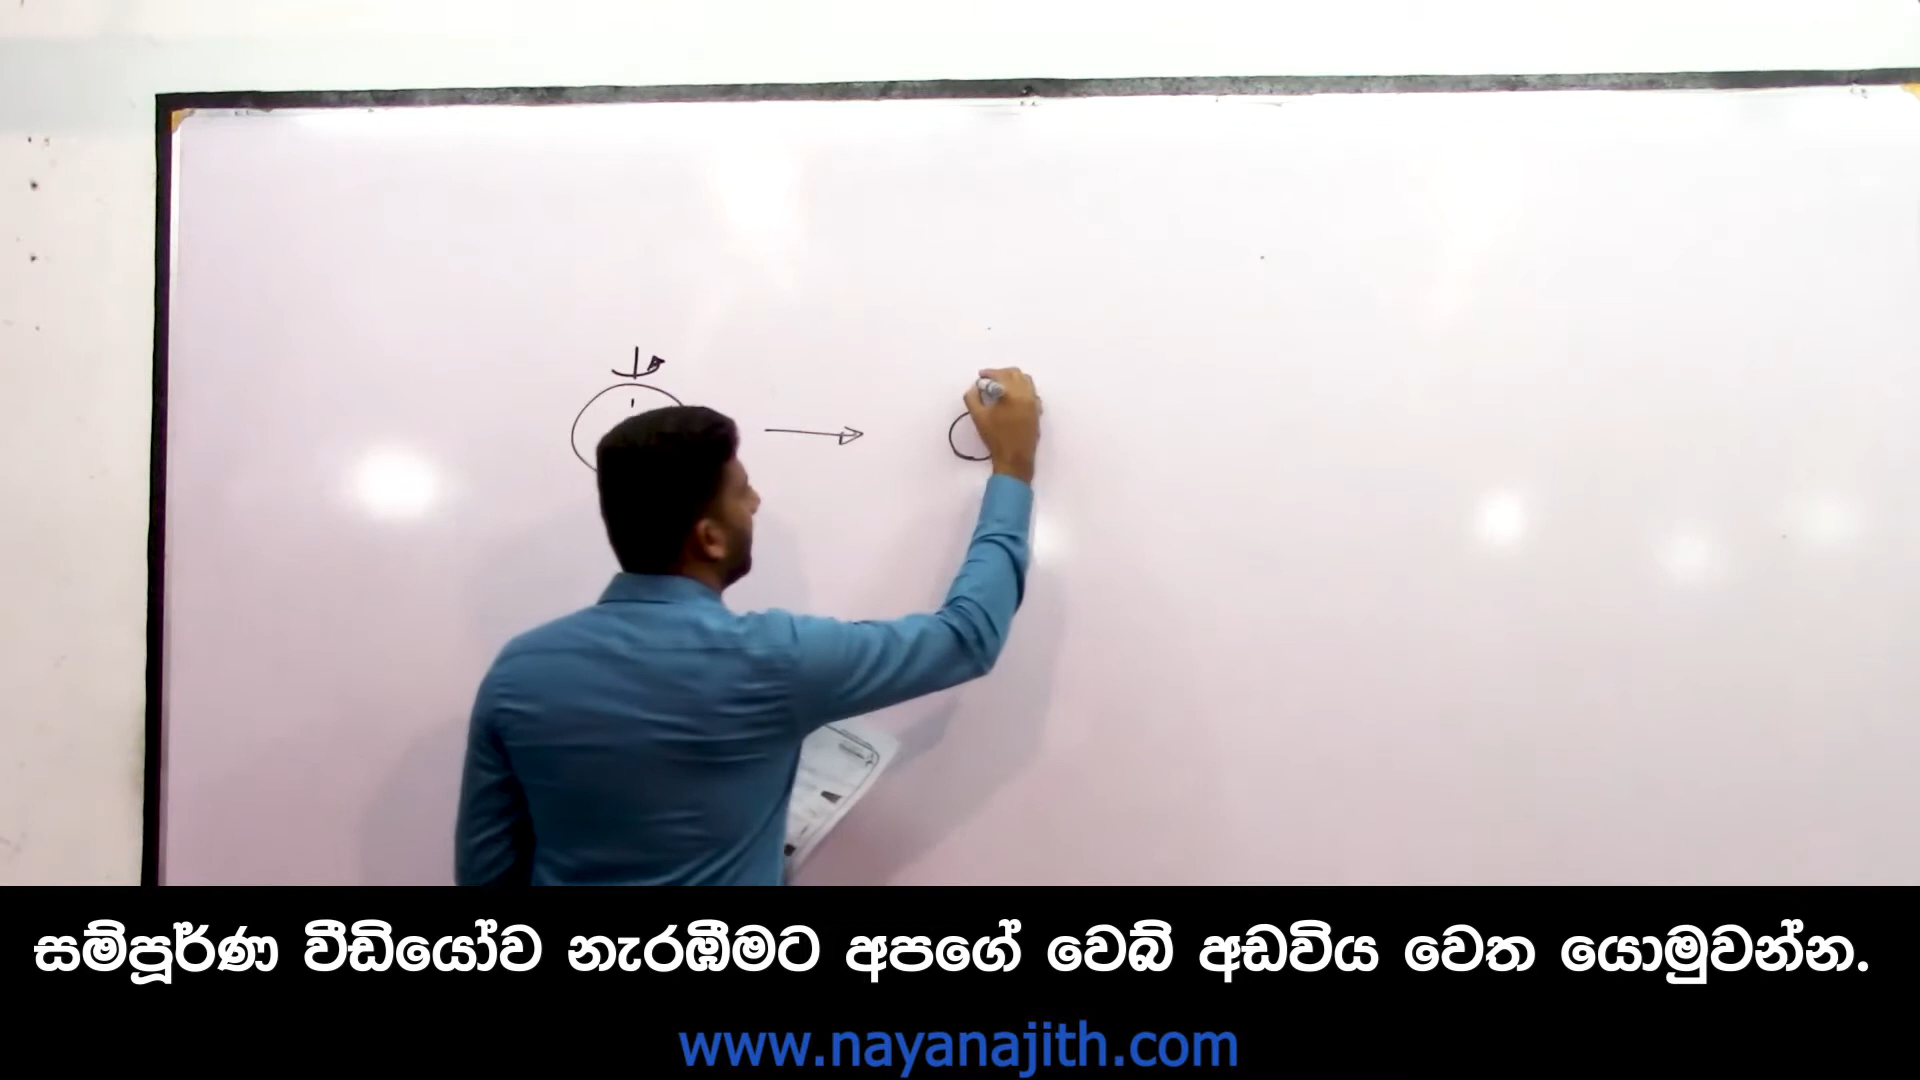 සම්පූර්ණ වීඩියෝව නැරඹීමට අපගේ වෙබ් අඩවිය වෙත යොමුවන්න.
www.nayanajith.com